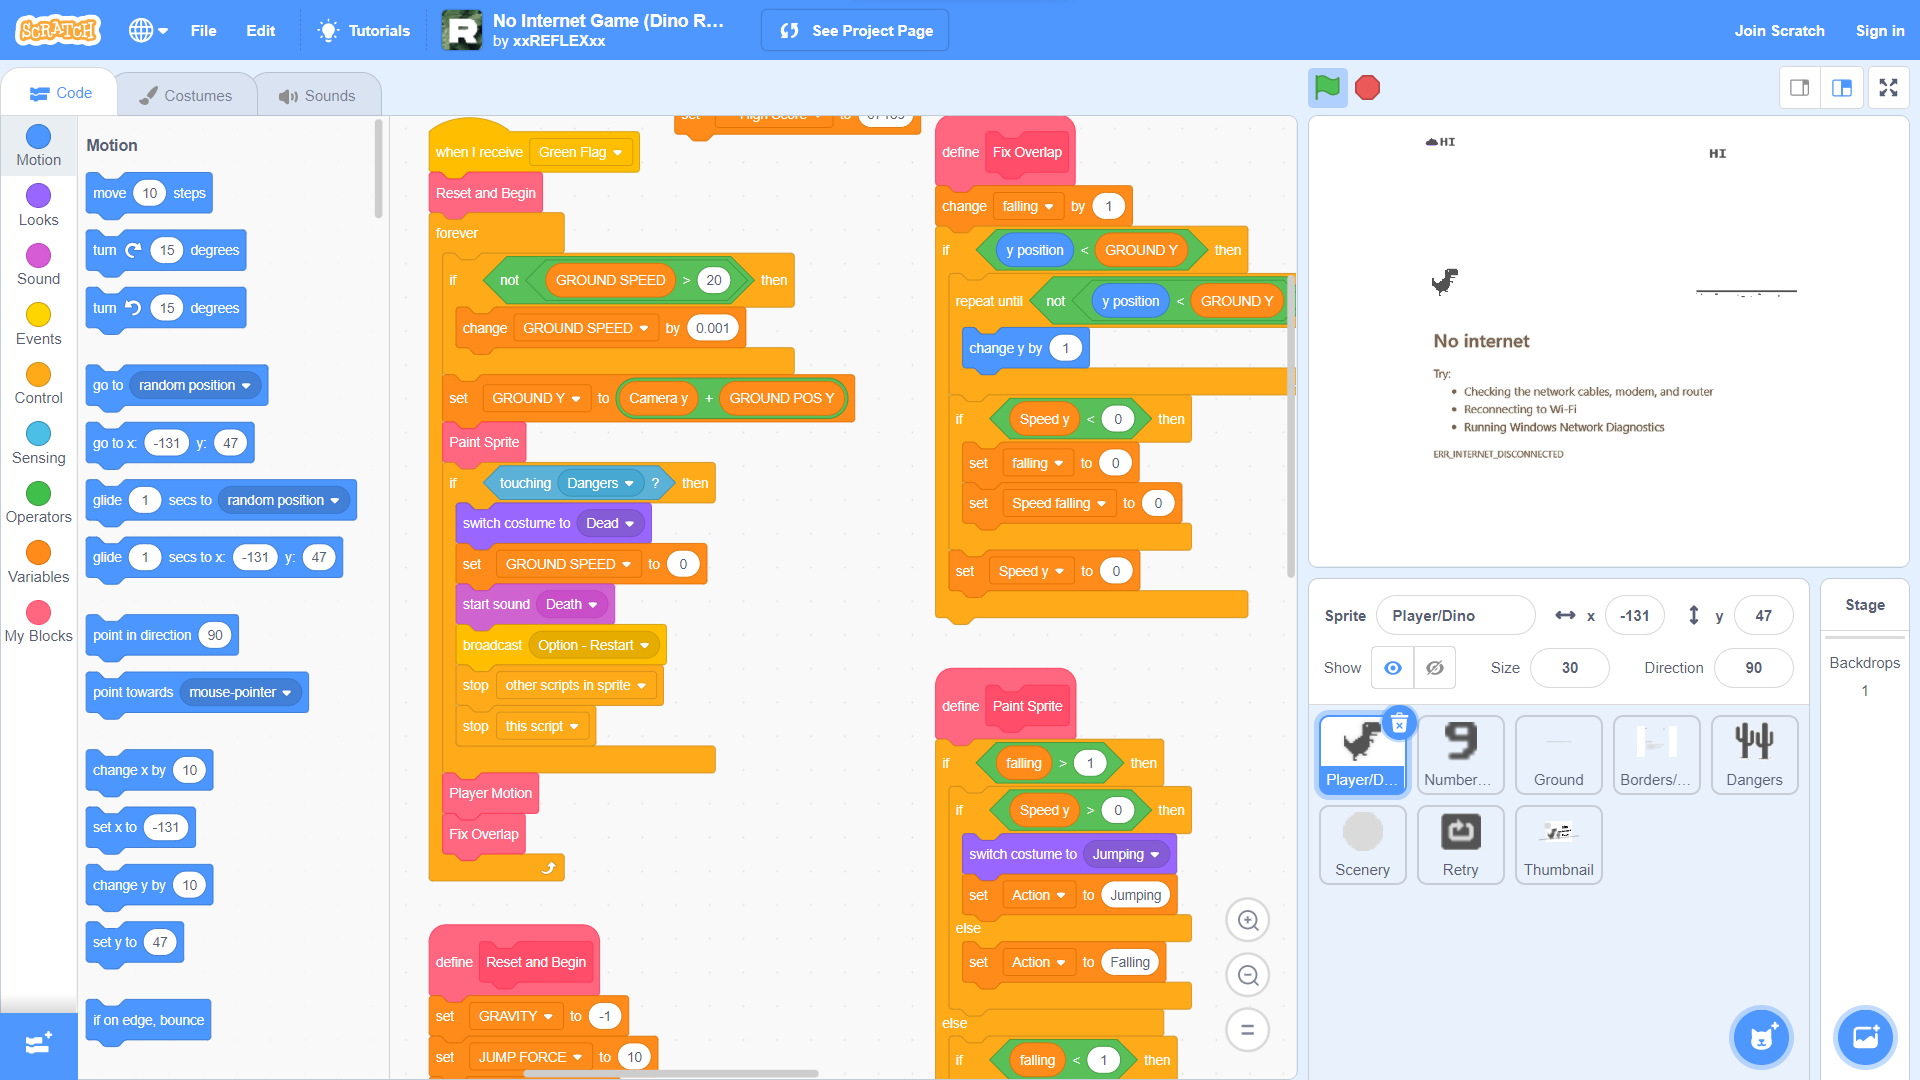 SCRATCH
File
Edit
Tutorials
No Internet Game (Dino R...
by xxREFLEXxx
See Project Page
Join Scratch
Sign in
Code
Costumes
Sounds
Motion
Looks
Sound
Events
Control
Sensing
Operators
Variables
My Blocks
Motion
move 10 steps
turn 15 degrees
turn 15 degrees
go to random position
go to x: -131 y: 47
glide 1 secs to random position
glide 1 secs to x: -131 y: 47
point in direction 90
point towards mouse-pointer
change x by 10
set x to -131
change y by 10
set y to 47
if on edge, bounce
when I receive Green Flag
Reset and Begin
forever
if not GROUND SPEED > 20 then
change GROUND SPEED by 0.001
set GROUND Y to Camera y + GROUND POS Y
Paint Sprite
if touching Dangers ? then
switch costume to Dead
set GROUND SPEED to 0
start sound Death
broadcast Option - Restart
stop other scripts in sprite
stop this script
Player Motion
Fix Overlap
define Reset and Begin
set GRAVITY to -1
set JUMP FORCE to 10
set High Score to
define Fix Overlap
change falling by 1
if y position < GROUND Y then
repeat until not y position < GROUND Y
change y by 1
if Speed y < 0 then
set falling to 0
set Speed falling to 0
set Speed y to 0
define Paint Sprite
if falling > 1 then
if Speed y > 0 then
switch costume to Jumping
set Action to Jumping
else
set Action to Falling
else
if falling < 1 then
HI
HI
No internet
Try:
• Checking the network cables, modem, and router
• Reconnecting to Wi-Fi
• Running Windows Network Diagnostics
ERR_INTERNET_DISCONNECTED
Sprite Player/Dino x -131 y 47
Show Size 30 Direction 90
Player/D...
Number...
Ground
Borders/...
Dangers
Scenery
Retry
Thumbnail
Stage
Backdrops
1